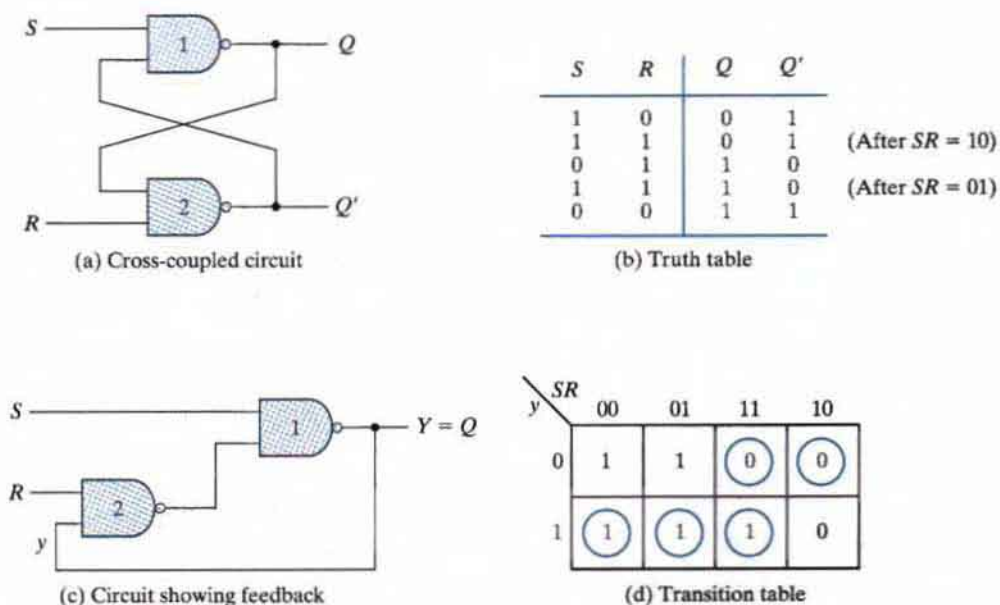 S 1 Q
R 2 Q'
(a) Cross-coupled circuit
S R Q Q'
1 0 0 1
1 1 0 1 (After SR = 10)
0 1 1 0
1 1 1 0 (After SR = 01)
0 0 1 1
(b) Truth table
S 1 Y = Q
R 2
y
(c) Circuit showing feedback
SR
y 00 01 11 10
0 1 1 0 0
1 1 1 1 0
(d) Transition table